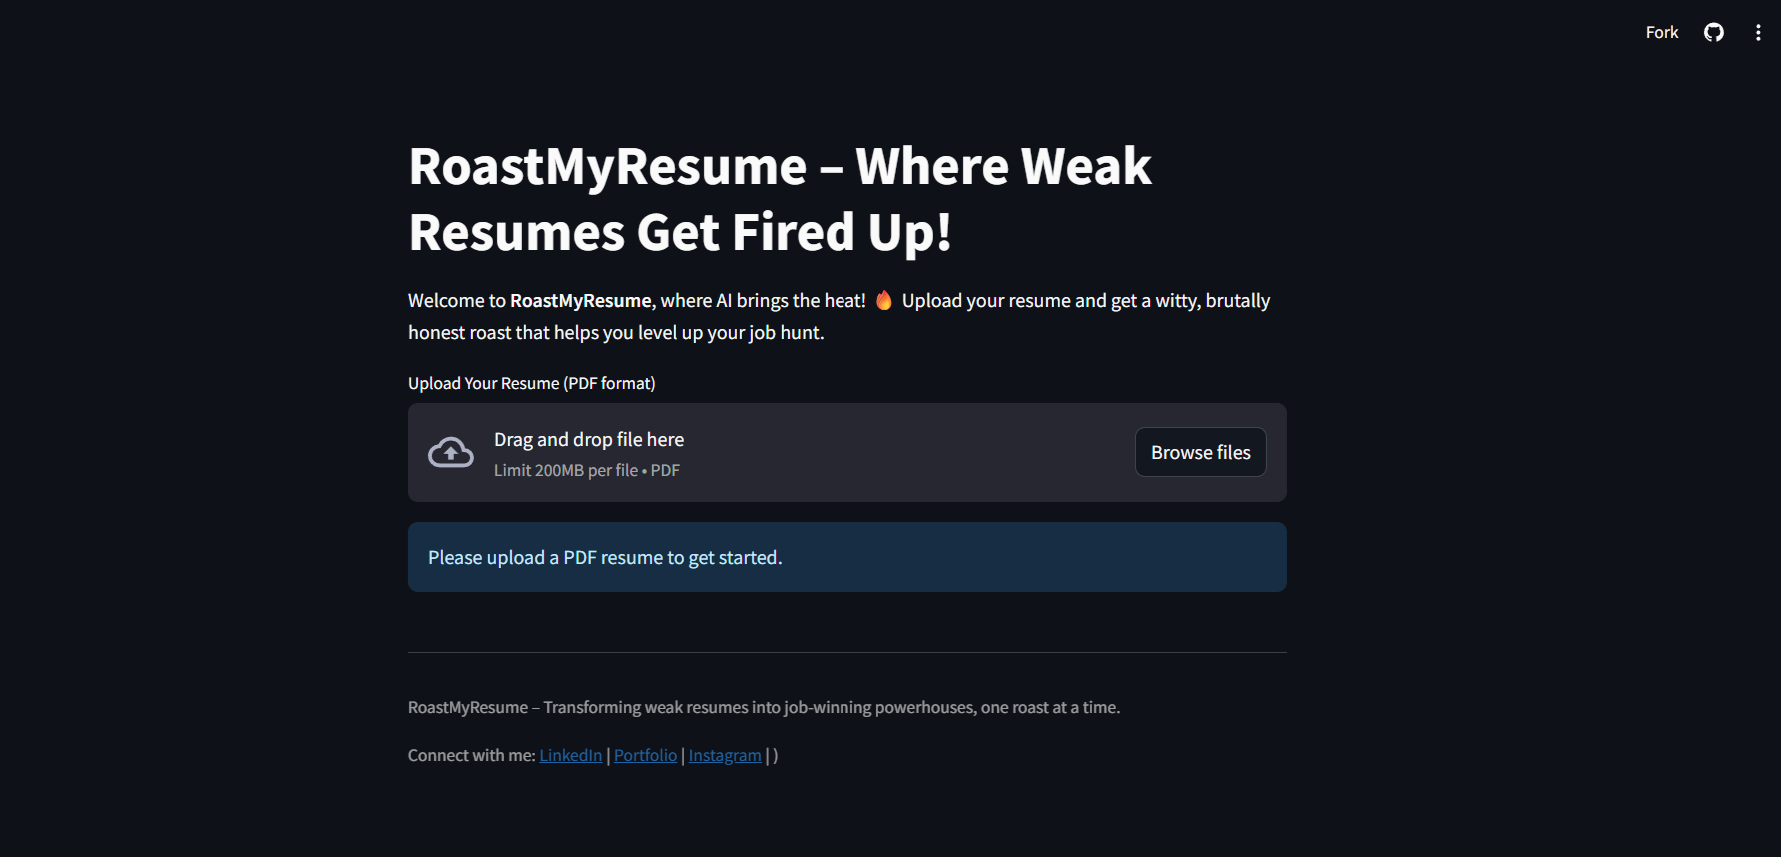 Fork
RoastMyResume – Where Weak
Resumes Get Fired Up!
Welcome to RoastMyResume, where AI brings the heat! 🔥 Upload your resume and get a witty, brutally
honest roast that helps you level up your job hunt.
Upload Your Resume (PDF format)
Drag and drop file here
Limit 200MB per file • PDF
Browse files
Please upload a PDF resume to get started.
RoastMyResume – Transforming weak resumes into job-winning powerhouses, one roast at a time.
Connect with me: LinkedIn | Portfolio | Instagram | )